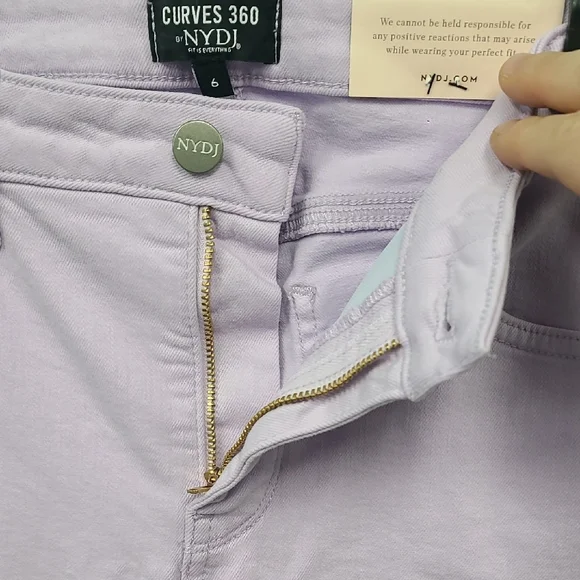 CURVES 360
BY NYDJ®
FIT IS EVERYTHING
6
We cannot be held responsible for
any positive reactions that may arise
while wearing your perfect fit.
NYDJ.COM
NYDJ